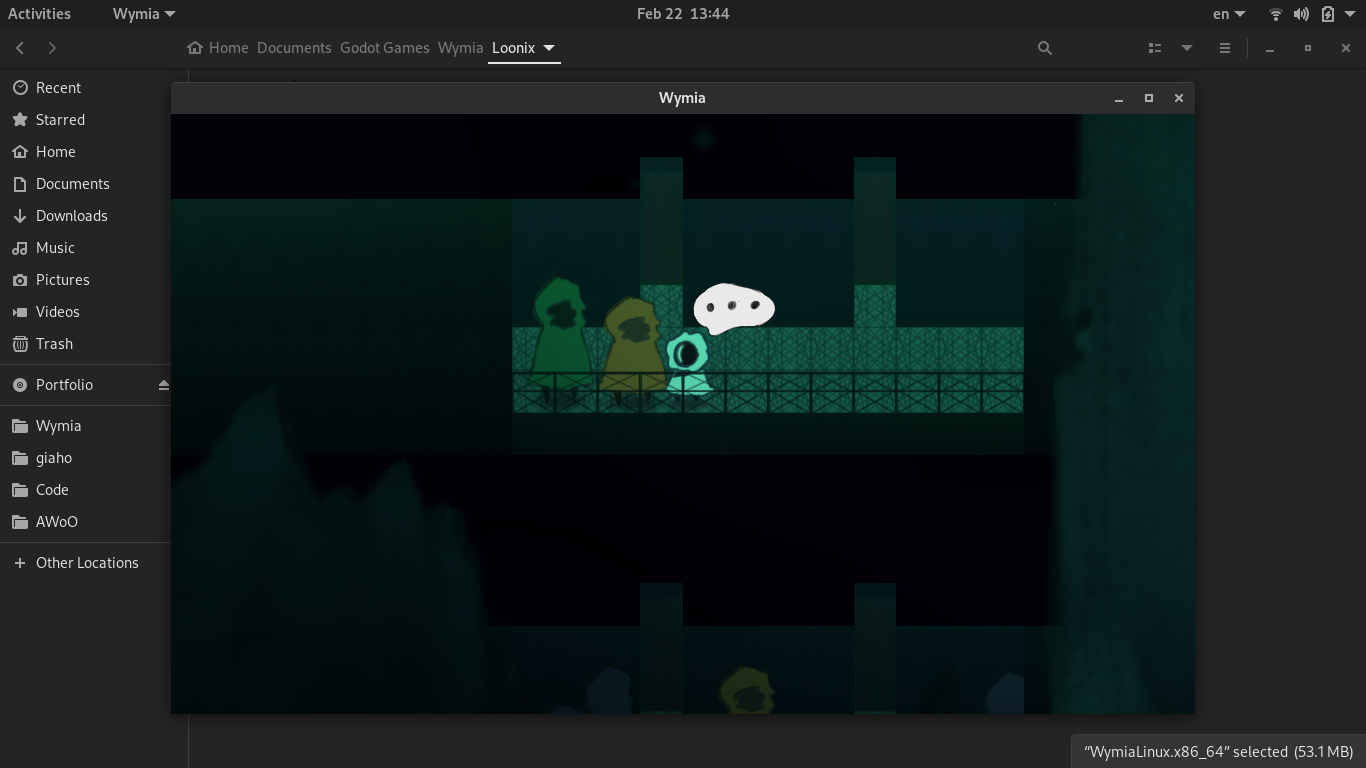 Activities Wymia Feb 22 13:44 en
Home Documents Godot Games Wymia Loonix
Recent
Starred
Home
Documents
Downloads
Music
Pictures
Videos
Trash
Portfolio
Wymia
giaho
Code
AWoO
Other Locations
Wymia
“WymiaLinux.x86_64” selected (53.1 MB)